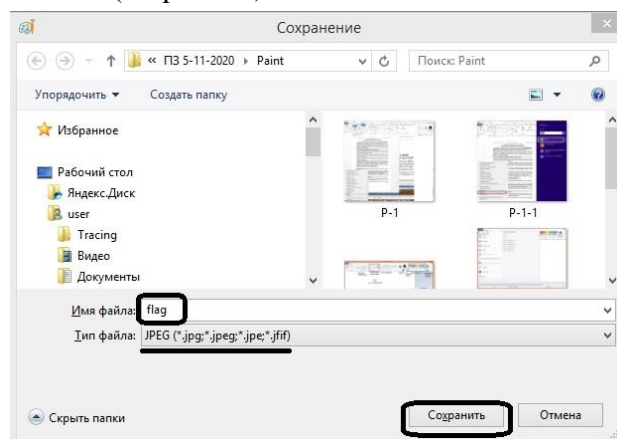 Сохранение
« ПЗ 5-11-2020 ▸ Paint
Поиск: Paint
Упорядочить ▾ Создать папку
Избранное
Рабочий стол
Яндекс.Диск
user
Tracing
Видео
Документы
P-1
P-1-1
Имя файла: flag
Тип файла: JPEG (*.jpg;*.jpeg;*.jpe;*.jfif)
Скрыть папки
Сохранить
Отмена